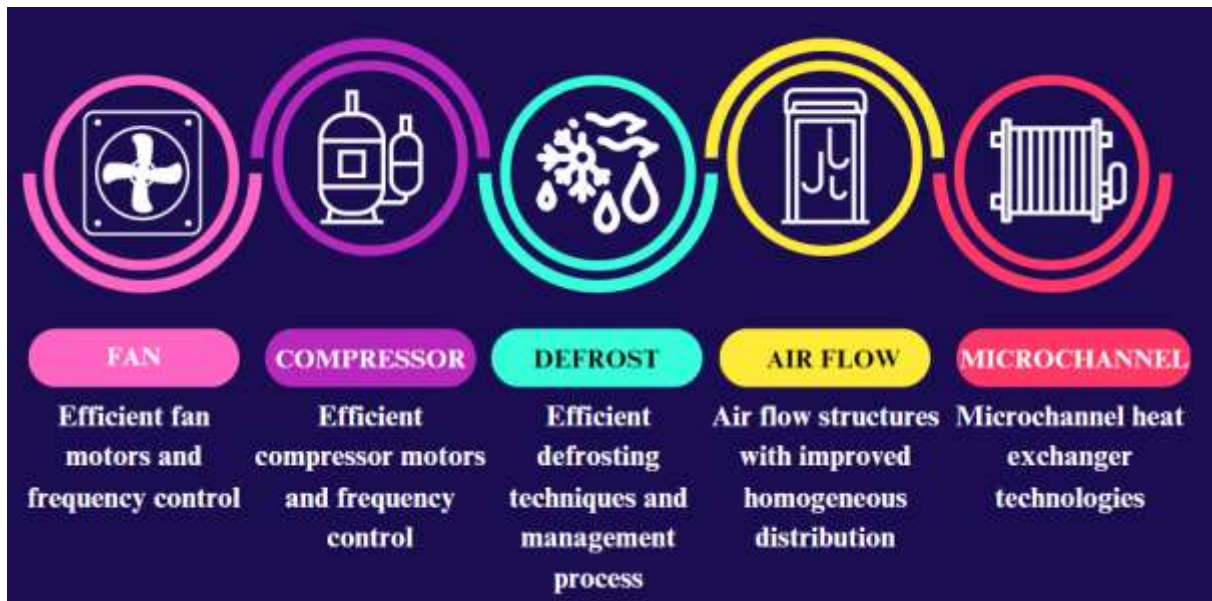 FAN
Efficient fan
motors and
frequency control
COMPRESSOR
Efficient
compressor motors
and frequency
control
DEFROST
Efficient
defrosting
techniques and
management
process
AIR FLOW
Air flow structures
with improved
homogeneous
distribution
MICROCHANNEL
Microchannel heat
exchanger
technologies